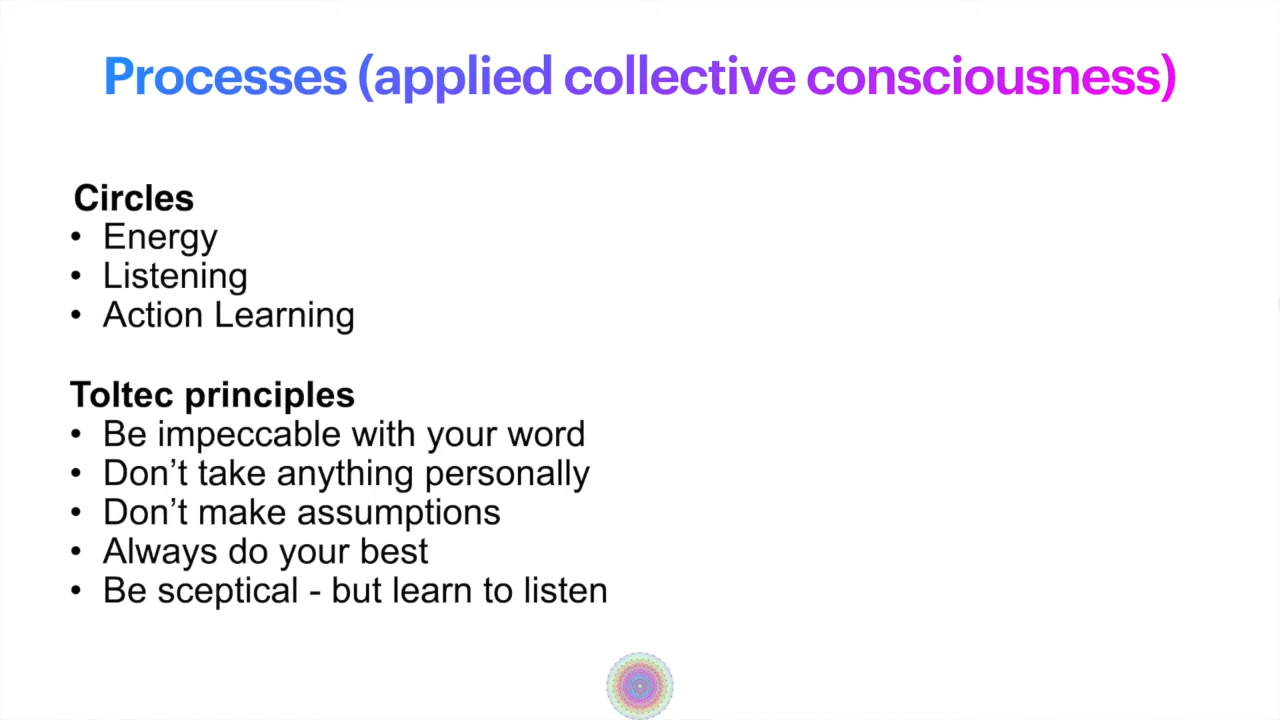 Processes (applied collective consciousness)
Circles
• Energy
• Listening
• Action Learning
Toltec principles
• Be impeccable with your word
• Don’t take anything personally
• Don’t make assumptions
• Always do your best
• Be sceptical - but learn to listen